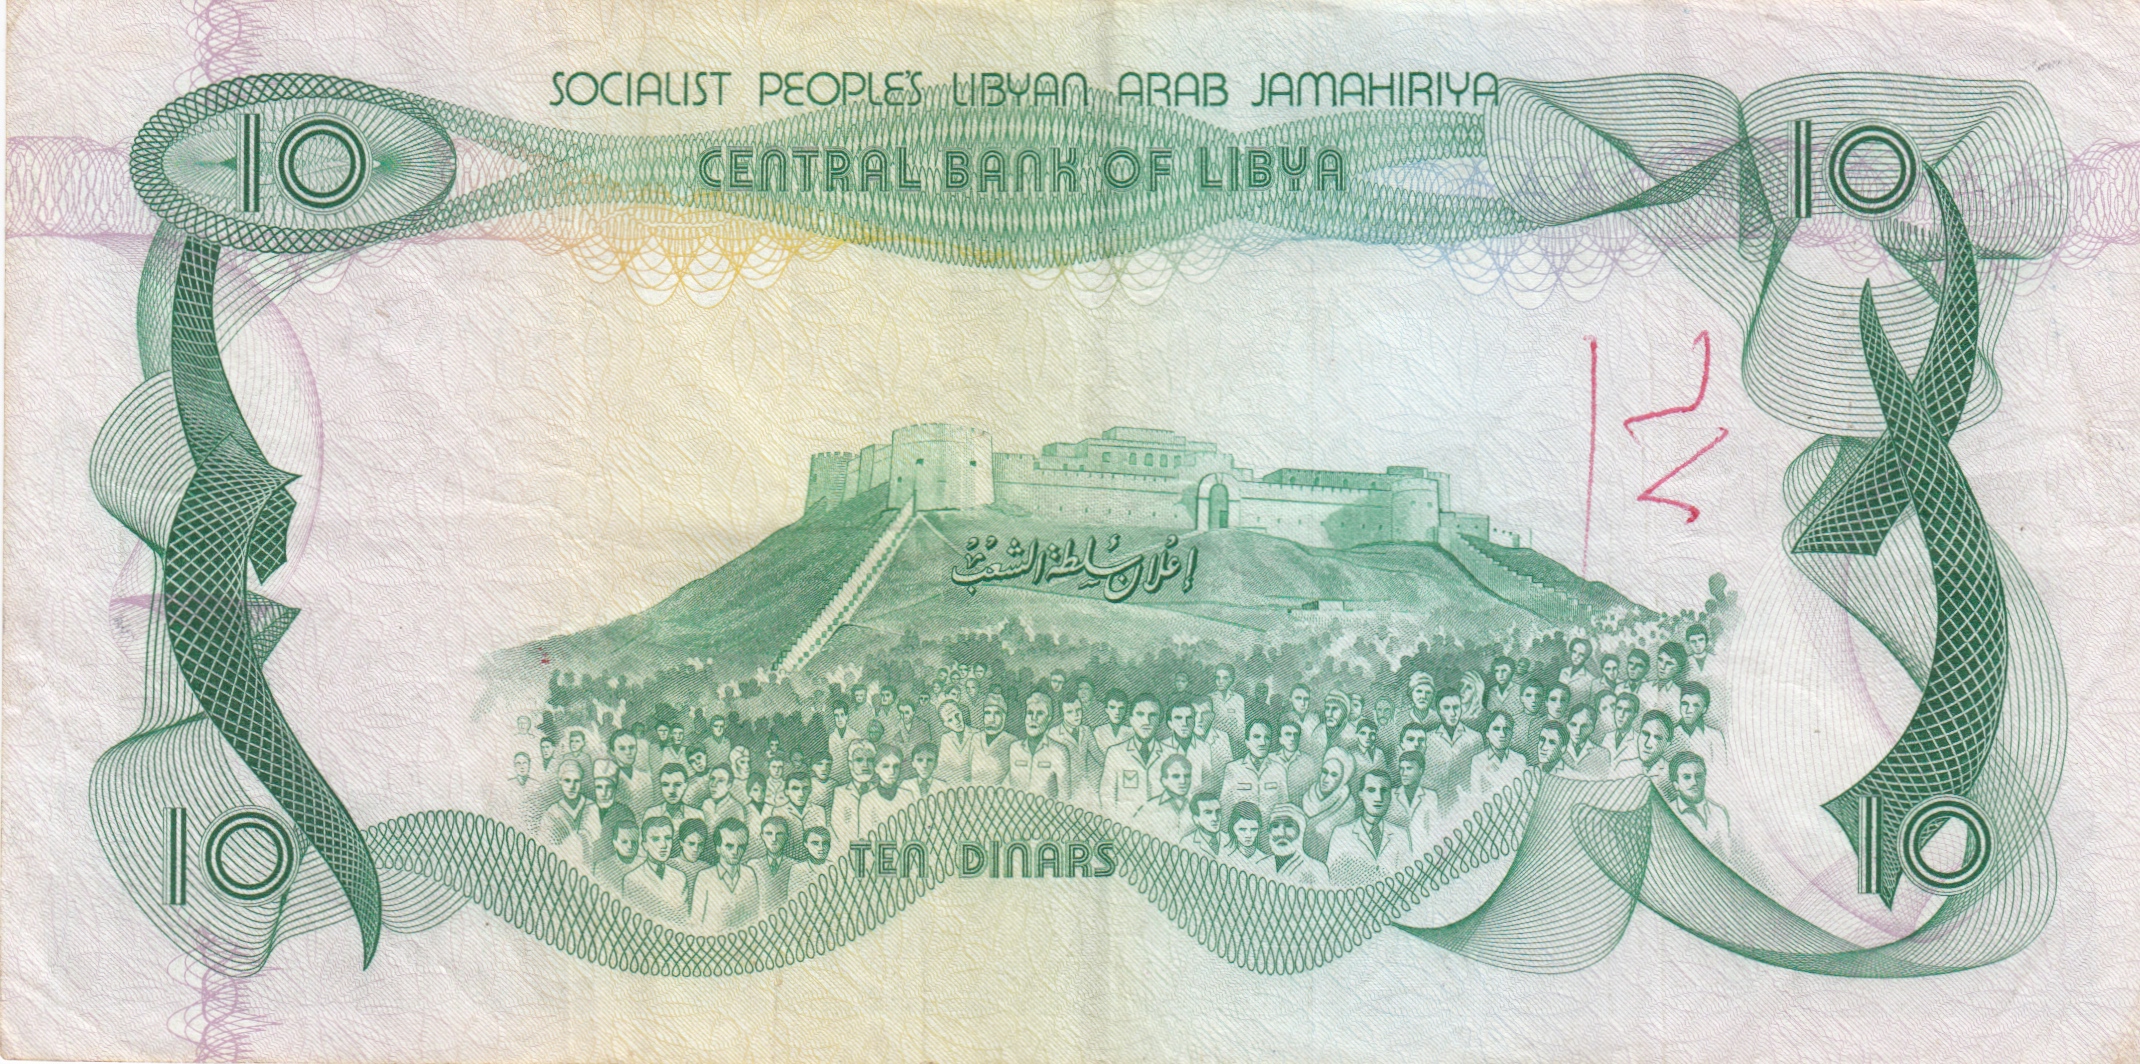 SOCIALIST PEOPLE'S LIBYAN ARAB JAMAHIRIYA
10
CENTRAL BANK OF LIBYA
10
إعلان سلطة الشعب
10
TEN DINARS
10